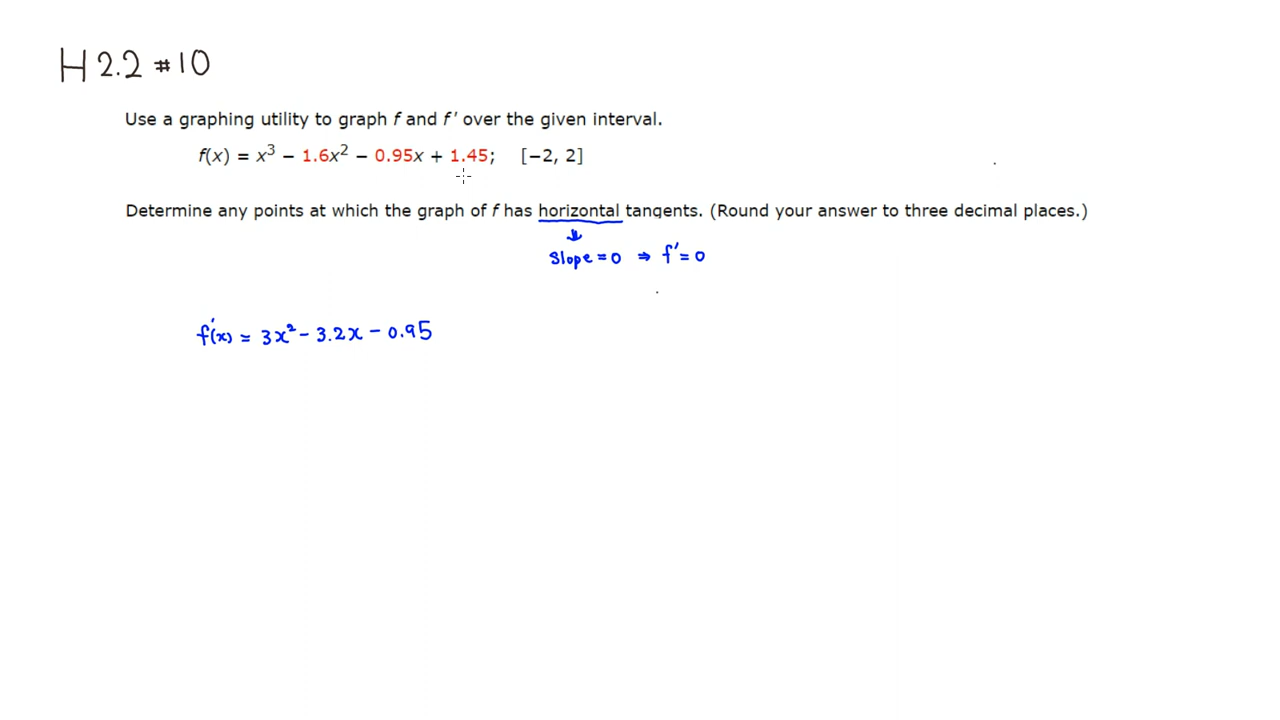 H 2.2 #10
Use a graphing utility to graph f and f' over the given interval.
f(x) = x³ − 1.6x² − 0.95x + 1.45; [−2, 2]
Determine any points at which the graph of f has horizontal tangents. (Round your answer to three decimal places.)
Slope = 0 ⇒ f' = 0
f'(x) = 3x² − 3.2x − 0.95